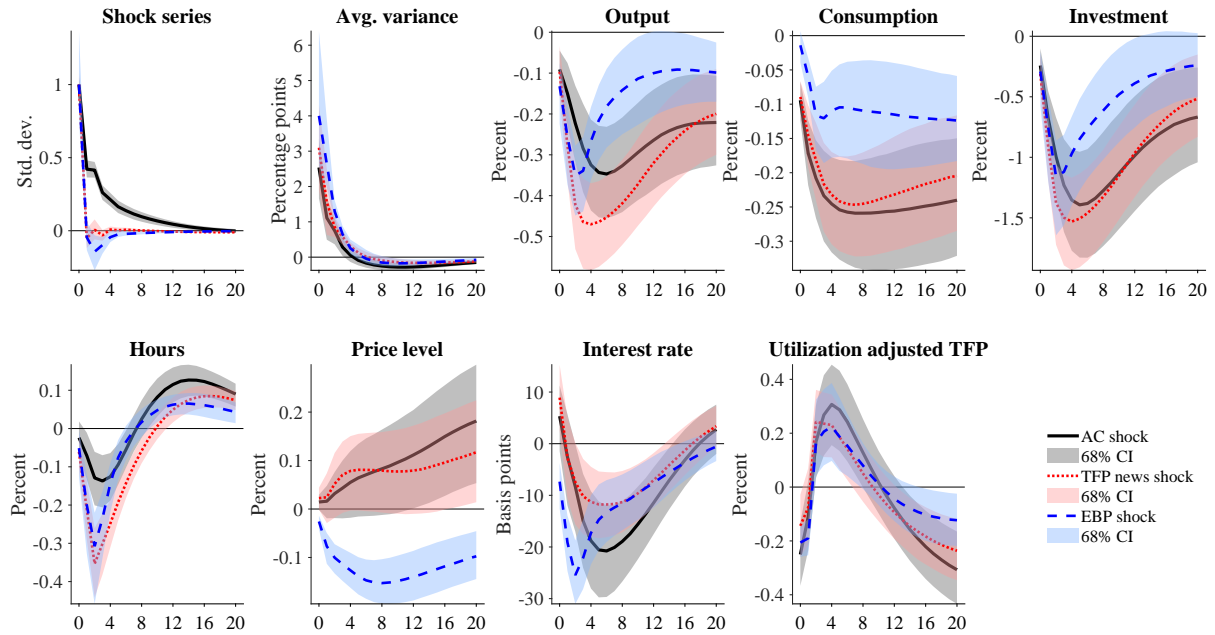 Shock series
Std. dev.
1
0.5
0
0 4 8 12 16 20
Avg. variance
Percentage points
6
5
4
3
2
1
0
0 4 8 12 16 20
Output
Percent
0
-0.1
-0.2
-0.3
-0.4
-0.5
0 4 8 12 16 20
Consumption
Percent
0
-0.05
-0.1
-0.15
-0.2
-0.25
-0.3
0 4 8 12 16 20
Investment
Percent
0
-0.5
-1
-1.5
0 4 8 12 16 20
Hours
Percent
0.1
0
-0.1
-0.2
-0.3
-0.4
0 4 8 12 16 20
Price level
Percent
0.2
0.1
0
-0.1
0 4 8 12 16 20
Interest rate
Basis points
10
0
-10
-20
-30
0 4 8 12 16 20
Utilization adjusted TFP
Percent
0.4
0.2
0
-0.2
-0.4
0 4 8 12 16 20
AC shock
68% CI
TFP news shock
68% CI
EBP shock
68% CI